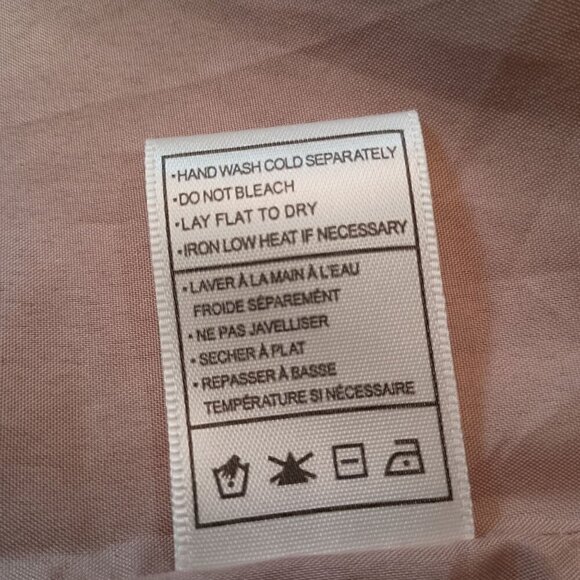 •HAND WASH COLD SEPARATELY
•DO NOT BLEACH
•LAY FLAT TO DRY
•IRON LOW HEAT IF NECESSARY
•LAVER À LA MAIN À L'EAU
FROIDE SÉPARÉMENT
•NE PAS JAVELLISER
•SECHER À PLAT
•REPASSER À BASSE
TEMPÉRATURE SI NÉCESSAIRE